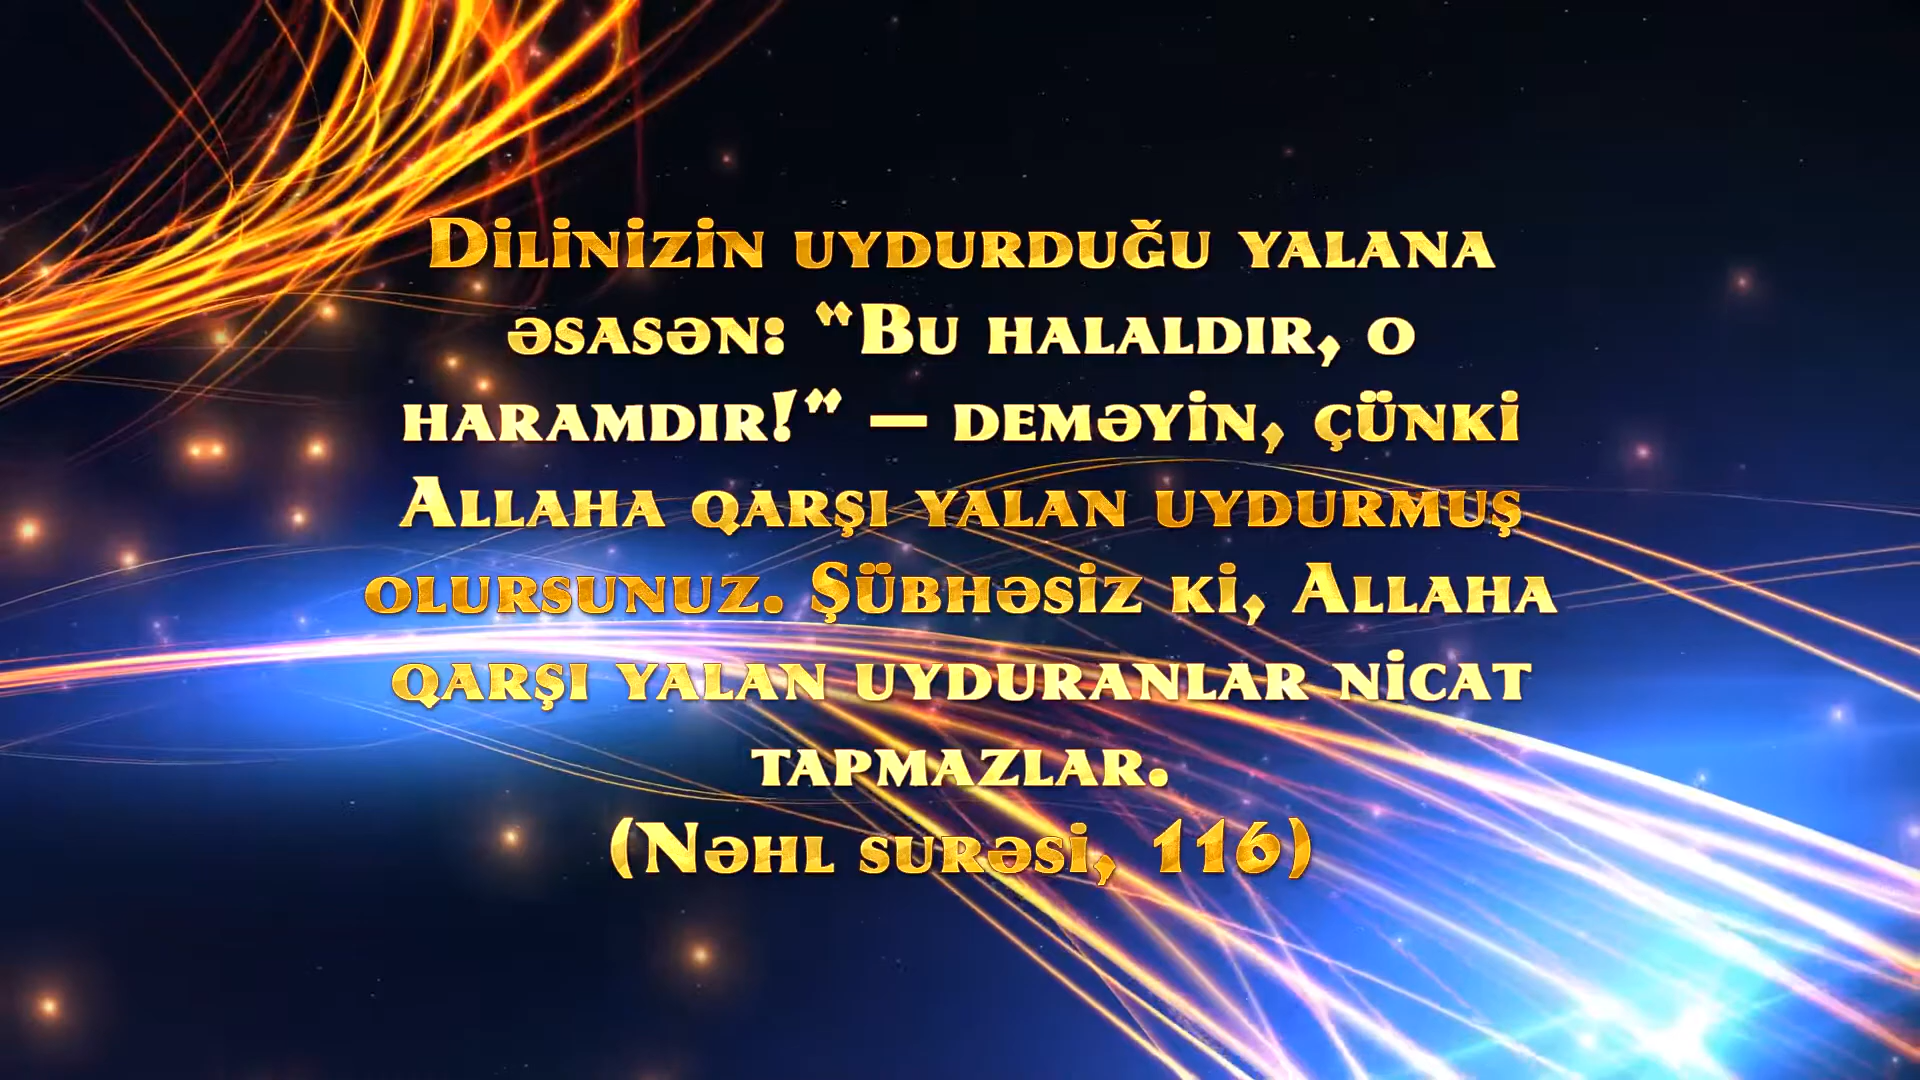 Dilinizin uydurduğu yalana
əsasən: "Bu halaldır, o
haramdır!" – deməyin, çünki
Allaha qarşı yalan uydurmuş
olursunuz. Şübhəsiz ki, Allaha
qarşı yalan uyduranlar nicat
tapmazlar.
(Nəhl surəsi, 116)